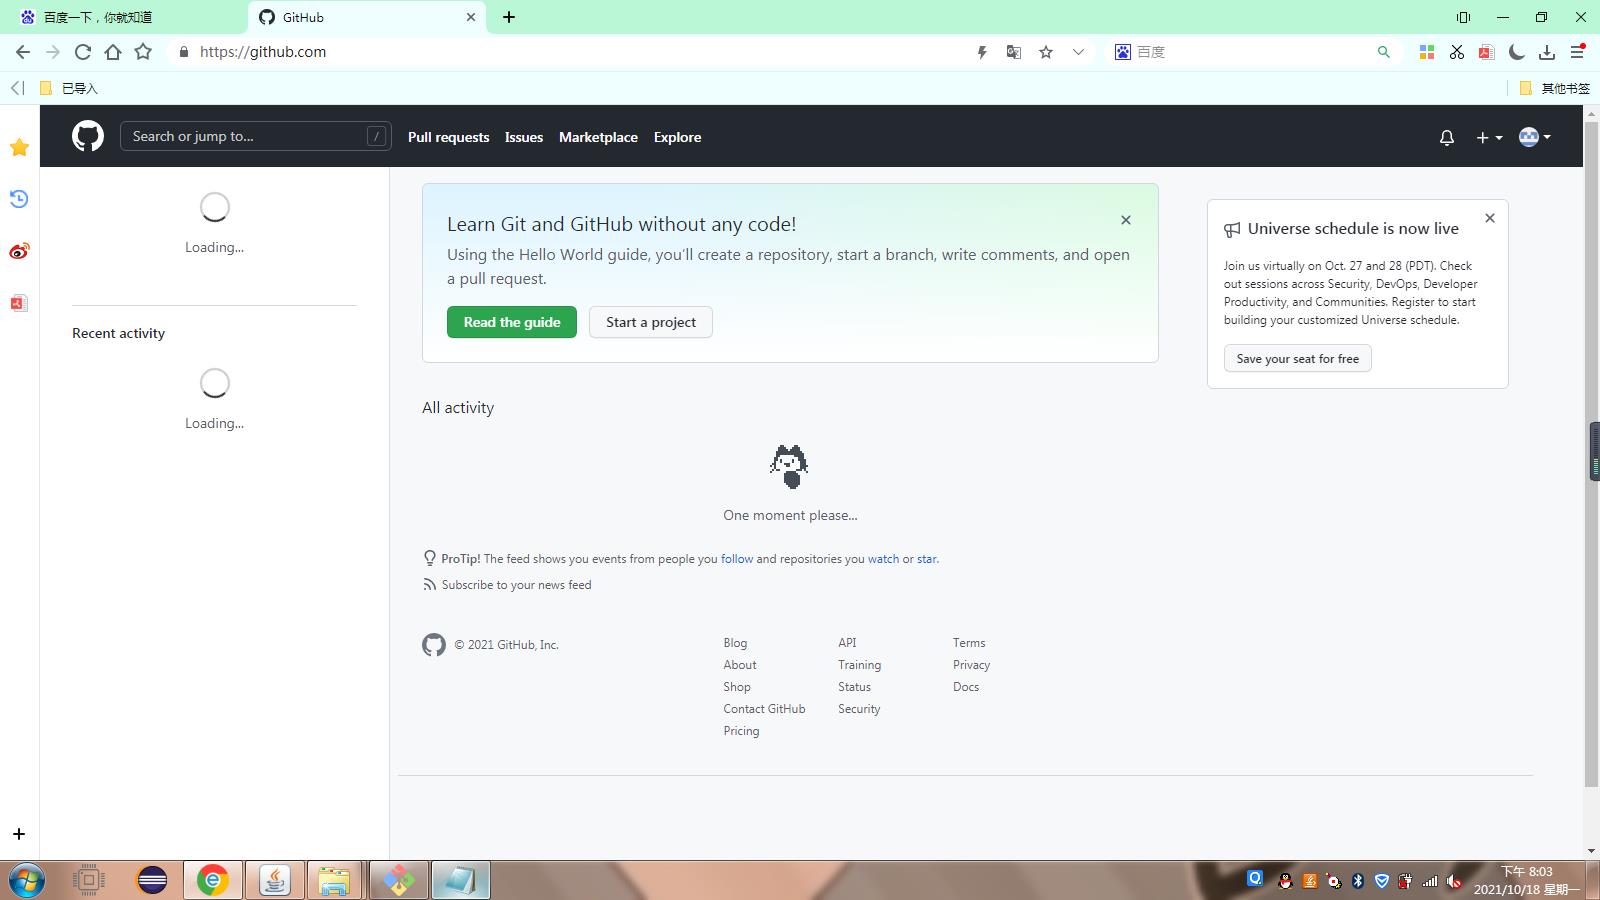 百度一下，你就知道
GitHub
https://github.com
百度
已导入
其他书签
Search or jump to...
/
Pull requests
Issues
Marketplace
Explore
Loading...
Recent activity
Loading...
Learn Git and GitHub without any code!
Using the Hello World guide, you’ll create a repository, start a branch, write comments, and open
a pull request.
Read the guide
Start a project
All activity
One moment please...
ProTip! The feed shows you events from people you follow and repositories you watch or star.
Subscribe to your news feed
Universe schedule is now live
Join us virtually on Oct. 27 and 28 (PDT). Check
out sessions across Security, DevOps, Developer
Productivity, and Communities. Register to start
building your customized Universe schedule.
Save your seat for free
© 2021 GitHub, Inc.
Blog
About
Shop
Contact GitHub
Pricing
API
Training
Status
Security
Terms
Privacy
Docs
下午 8:03
2021/10/18 星期一